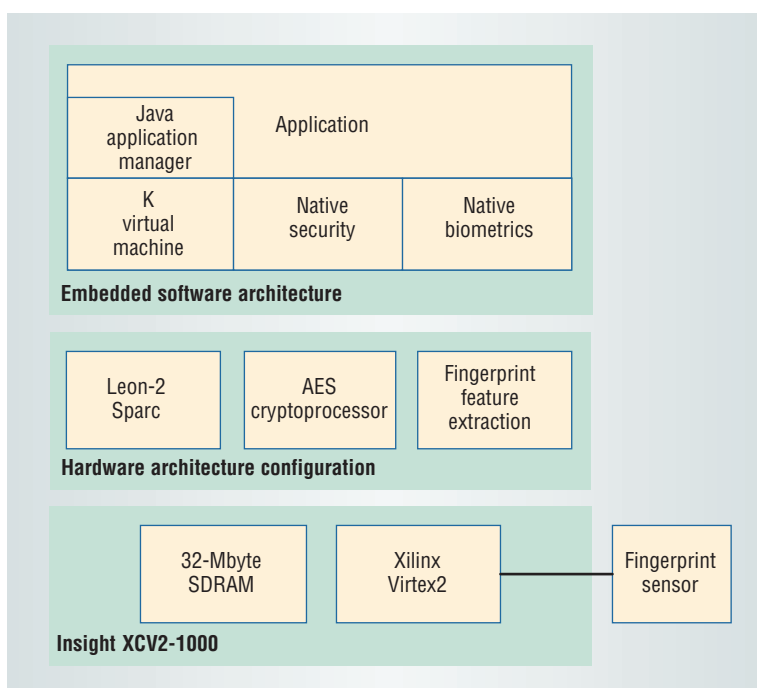 Java
application
manager
Application
K
virtual
machine
Native
security
Native
biometrics
Embedded software architecture
Leon-2
Sparc
AES
cryptoprocessor
Fingerprint
feature
extraction
Hardware architecture configuration
32-Mbyte
SDRAM
Xilinx
Virtex2
Fingerprint
sensor
Insight XCV2-1000